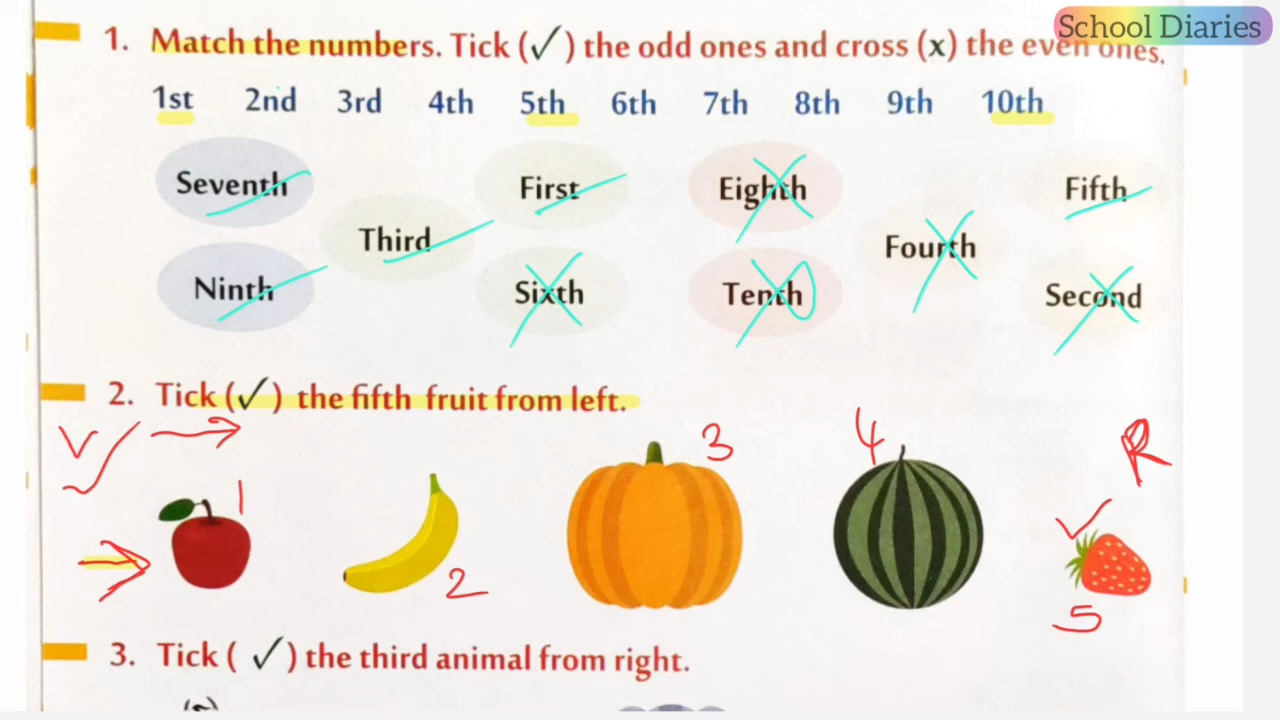 School Diaries
1. Match the numbers. Tick (✓) the odd ones and cross (x) the even ones.
1st 2nd 3rd 4th 5th 6th 7th 8th 9th 10th
Seventh First Eighth Fifth
Third Fourth
Ninth Sixth Tenth Second
2. Tick (✓) the fifth fruit from left.
1 2 3 4 5 R
3. Tick ( ✓) the third animal from right.